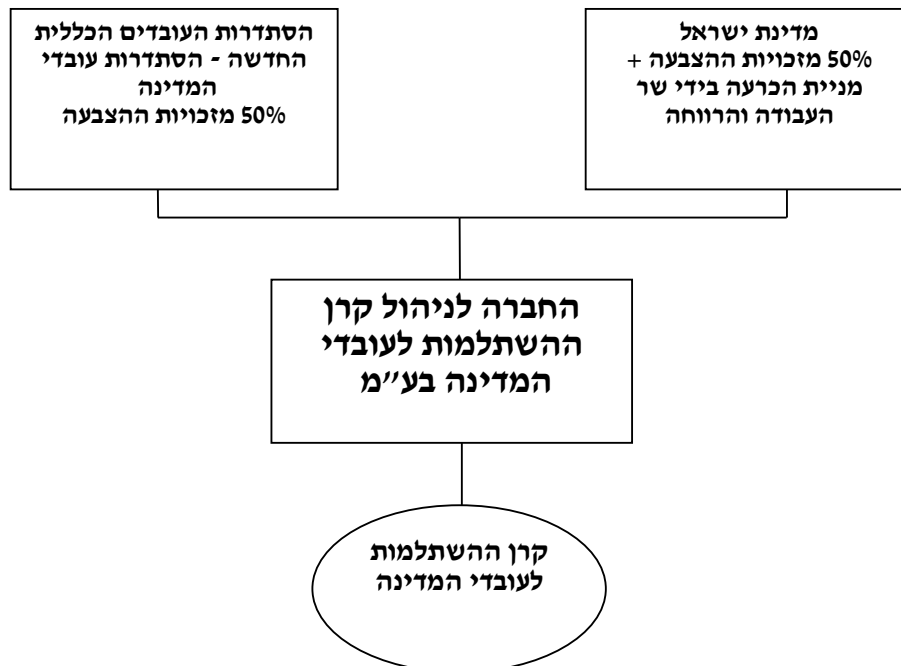 מדינת ישראל
50% מזכויות ההצבעה +
מניית הכרעה בידי שר
העבודה והרווחה
הסתדרות העובדים הכללית
החדשה - הסתדרות עובדי
המדינה
50% מזכויות ההצבעה
החברה לניהול קרן
ההשתלמות לעובדי
המדינה בע״מ
קרן ההשתלמות
לעובדי המדינה